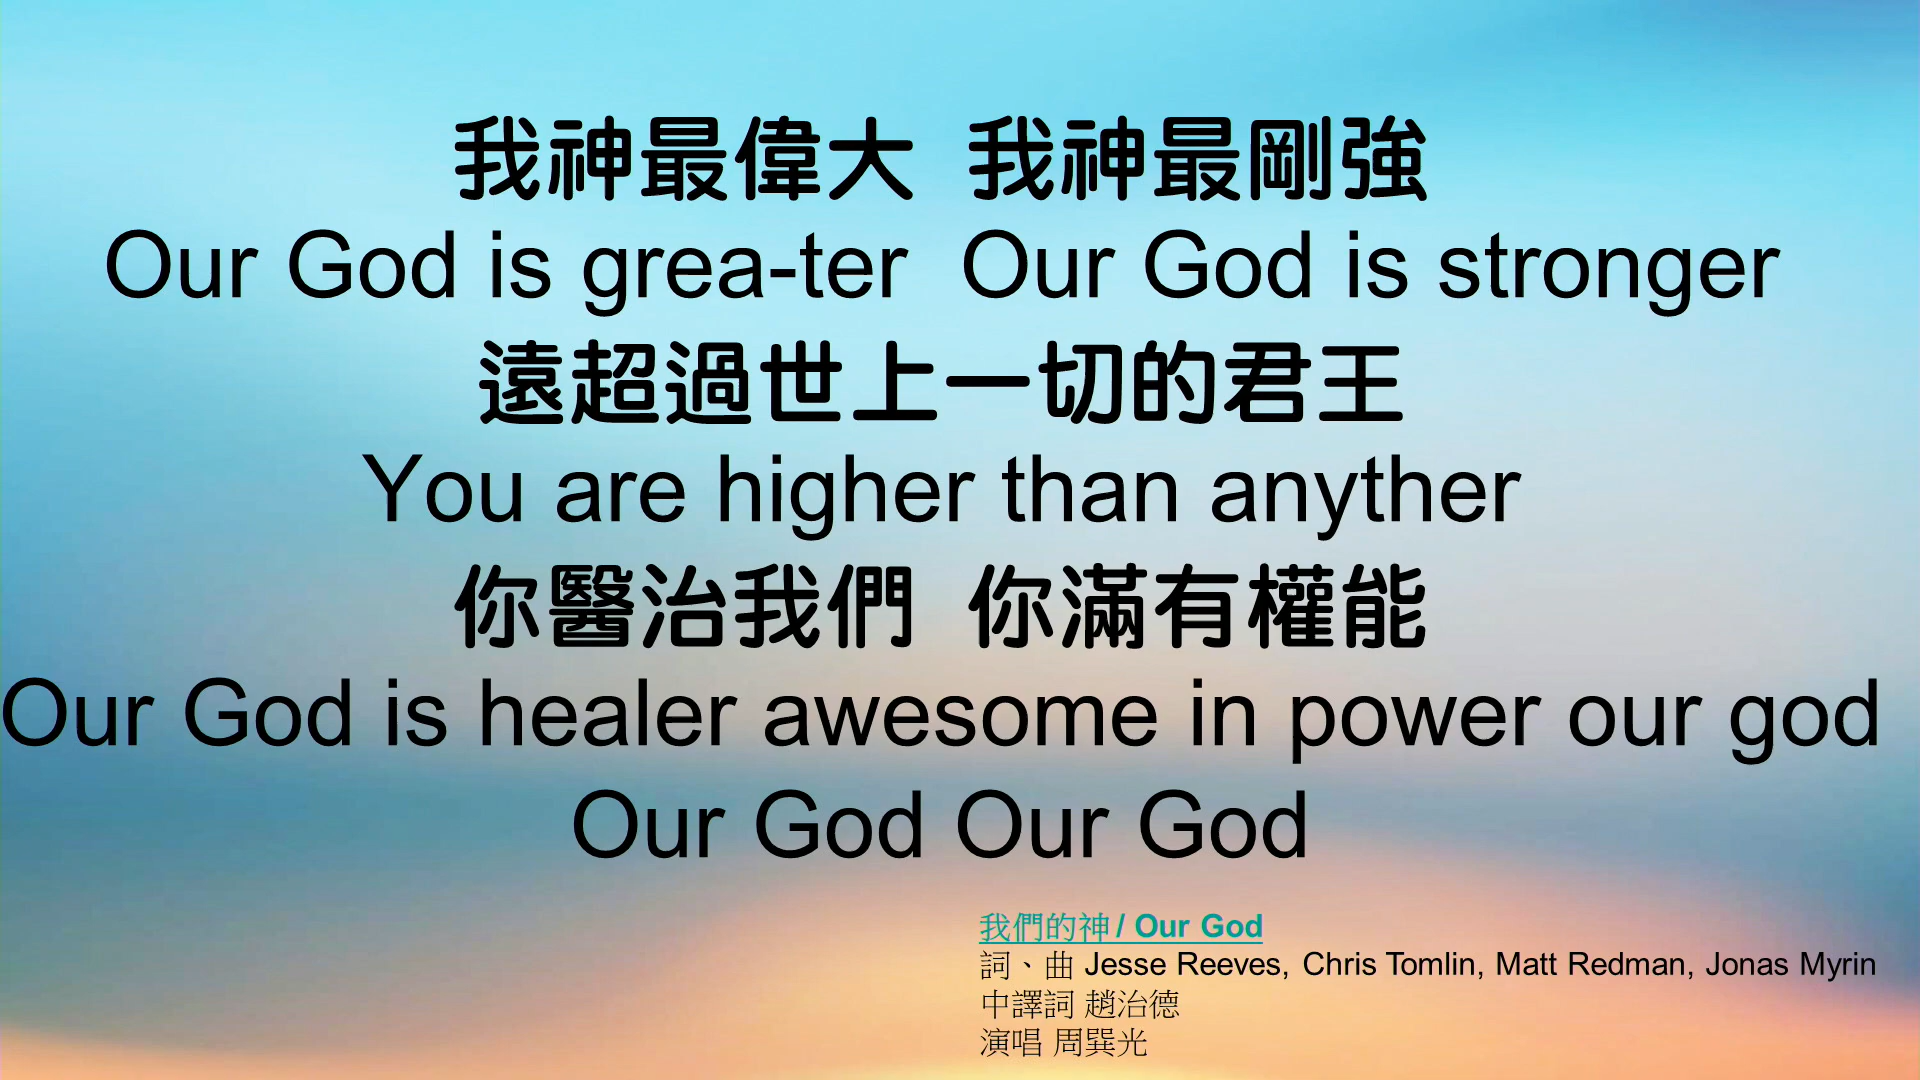 我神最偉大 我神最剛強
Our God is grea-ter Our God is stronger
遠超過世上一切的君王
You are higher than anyther
你醫治我們 你滿有權能
Our God is healer awesome in power our god
Our God Our God
我們的神 / Our God
詞、曲 Jesse Reeves, Chris Tomlin, Matt Redman, Jonas Myrin
中譯詞 趙治德
演唱 周巽光